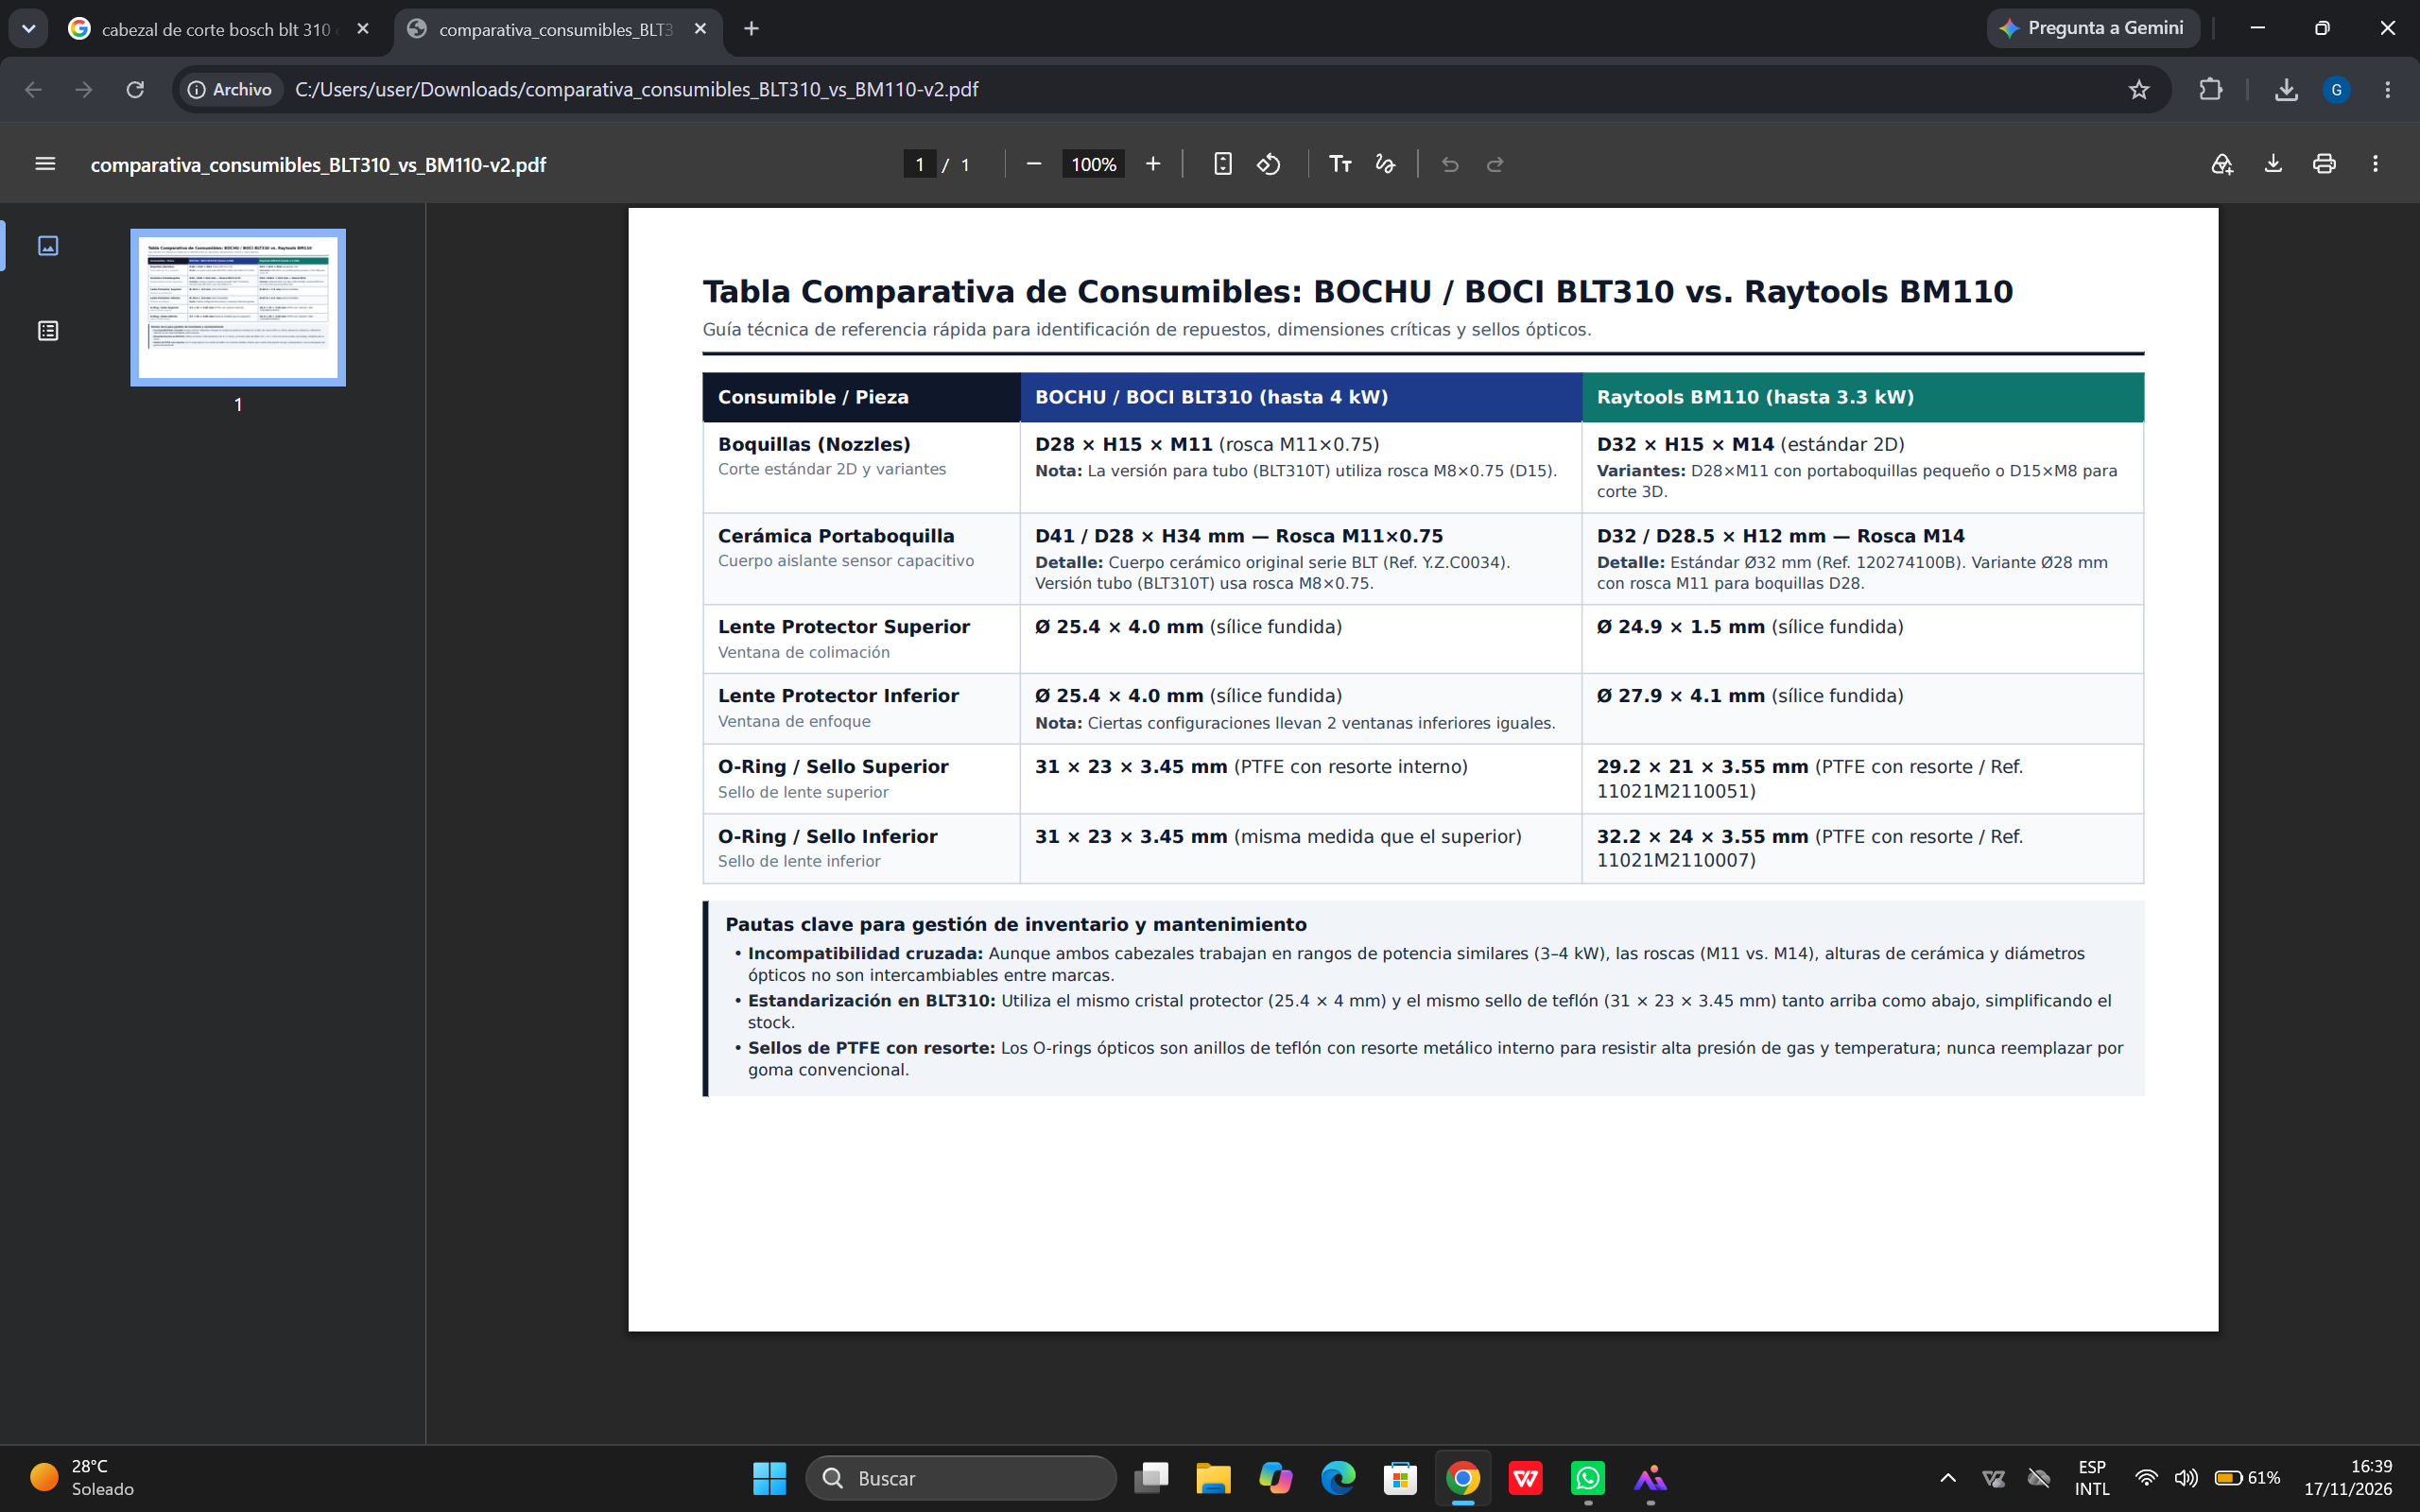 cabezal de corte bosch blt 310
comparativa_consumibles_BLT3
Pregunta a Gemini
Archivo
C:/Users/user/Downloads/comparativa_consumibles_BLT310_vs_BM110-v2.pdf
G
comparativa_consumibles_BLT310_vs_BM110-v2.pdf
1 / 1
100%
1
Tabla Comparativa de Consumibles: BOCHU / BOCI BLT310 vs. Raytools BM110
Guía técnica de referencia rápida para identificación de repuestos, dimensiones críticas y sellos ópticos.
Consumible / Pieza
BOCHU / BOCI BLT310 (hasta 4 kW)
Raytools BM110 (hasta 3.3 kW)
Boquillas (Nozzles)
Corte estándar 2D y variantes
D28 × H15 × M11 (rosca M11×0.75)
Nota: La versión para tubo (BLT310T) utiliza rosca M8×0.75 (D15).
D32 × H15 × M14 (estándar 2D)
Variantes: D28×M11 con portaboquillas pequeño o D15×M8 para
corte 3D.
Cerámica Portaboquilla
Cuerpo aislante sensor capacitivo
D41 / D28 × H34 mm — Rosca M11×0.75
Detalle: Cuerpo cerámico original serie BLT (Ref. Y.Z.C0034).
Versión tubo (BLT310T) usa rosca M8×0.75.
D32 / D28.5 × H12 mm — Rosca M14
Detalle: Estándar Ø32 mm (Ref. 120274100B). Variante Ø28 mm
con rosca M11 para boquillas D28.
Lente Protector Superior
Ventana de colimación
Ø 25.4 × 4.0 mm (sílice fundida)
Ø 24.9 × 1.5 mm (sílice fundida)
Lente Protector Inferior
Ventana de enfoque
Ø 25.4 × 4.0 mm (sílice fundida)
Nota: Ciertas configuraciones llevan 2 ventanas inferiores iguales.
Ø 27.9 × 4.1 mm (sílice fundida)
O-Ring / Sello Superior
Sello de lente superior
31 × 23 × 3.45 mm (PTFE con resorte interno)
29.2 × 21 × 3.55 mm (PTFE con resorte / Ref.
11021M2110051)
O-Ring / Sello Inferior
Sello de lente inferior
31 × 23 × 3.45 mm (misma medida que el superior)
32.2 × 24 × 3.55 mm (PTFE con resorte / Ref.
11021M2110007)
Pautas clave para gestión de inventario y mantenimiento
• Incompatibilidad cruzada: Aunque ambos cabezales trabajan en rangos de potencia similares (3–4 kW), las roscas (M11 vs. M14), alturas de cerámica y diámetros
ópticos no son intercambiables entre marcas.
• Estandarización en BLT310: Utiliza el mismo cristal protector (25.4 × 4 mm) y el mismo sello de teflón (31 × 23 × 3.45 mm) tanto arriba como abajo, simplificando el
stock.
• Sellos de PTFE con resorte: Los O-rings ópticos son anillos de teflón con resorte metálico interno para resistir alta presión de gas y temperatura; nunca reemplazar por
goma convencional.
28°C
Soleado
Buscar
ESP
INTL
61%
16:39
17/11/2026